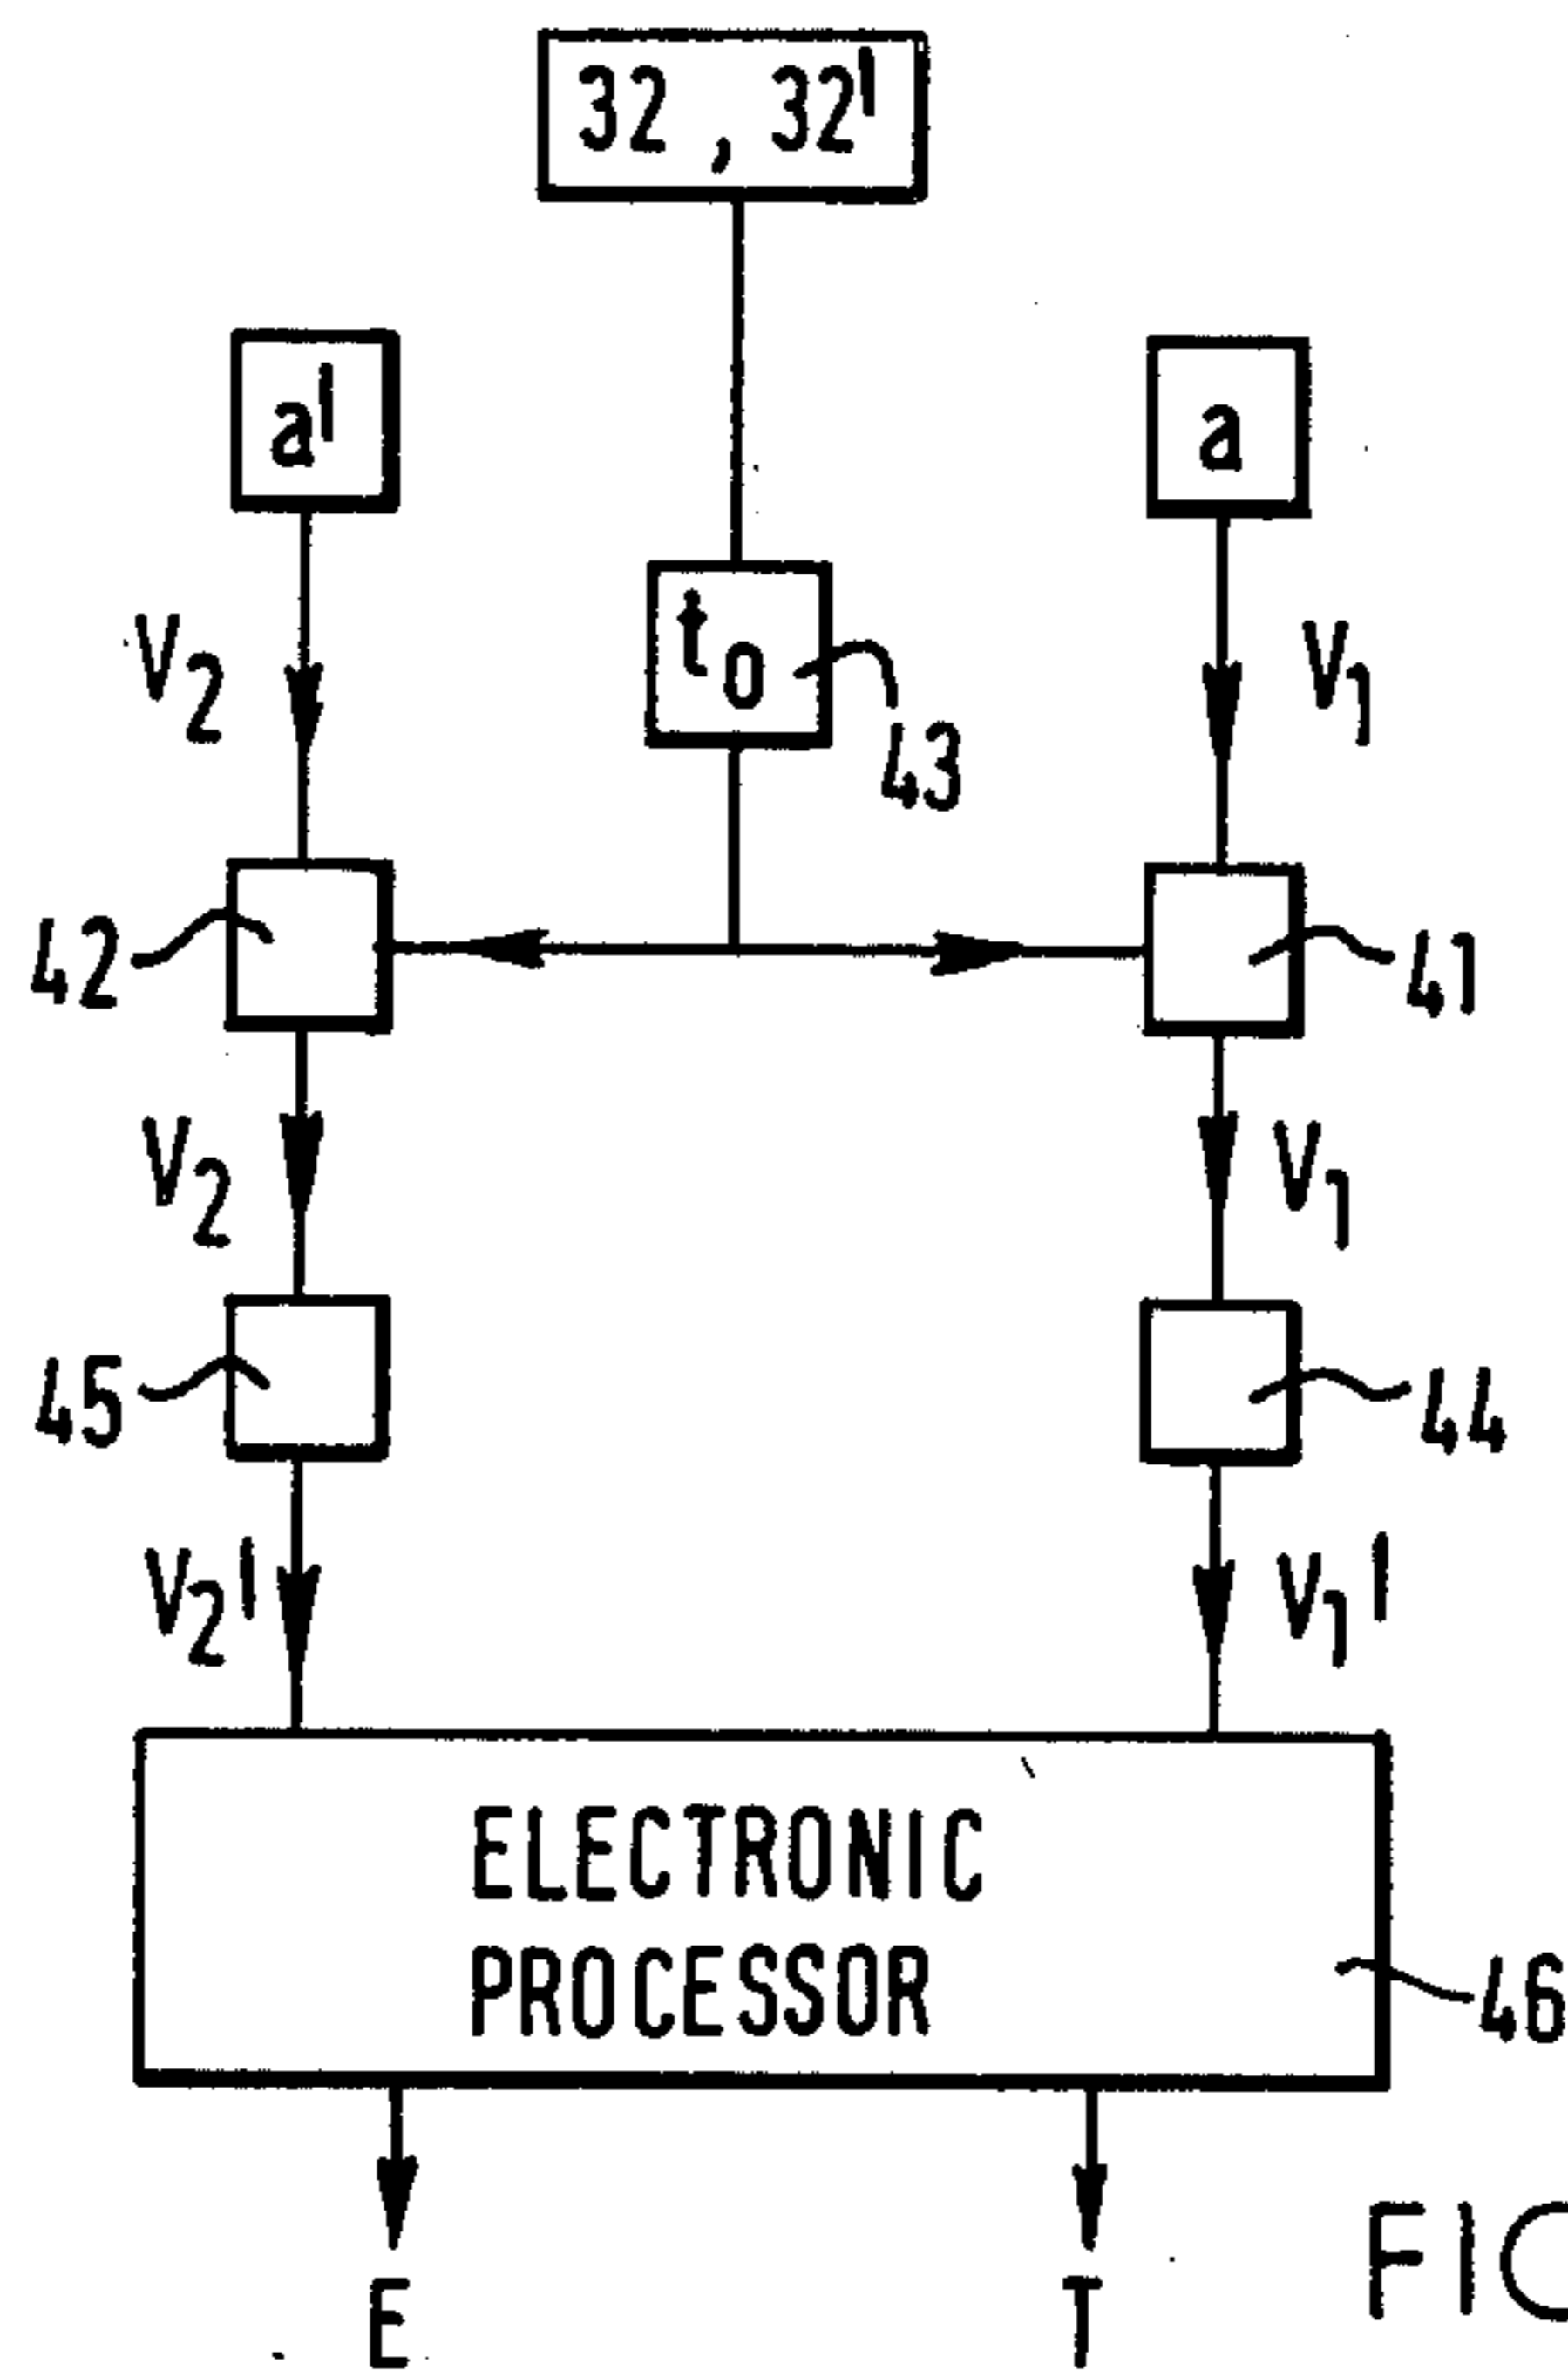 32 , 32'
a'
a
t0
V2
V1
43
42
41
V2
V1
45
44
V2'
V1'
ELECTRONIC
PROCESSOR
46
E
T